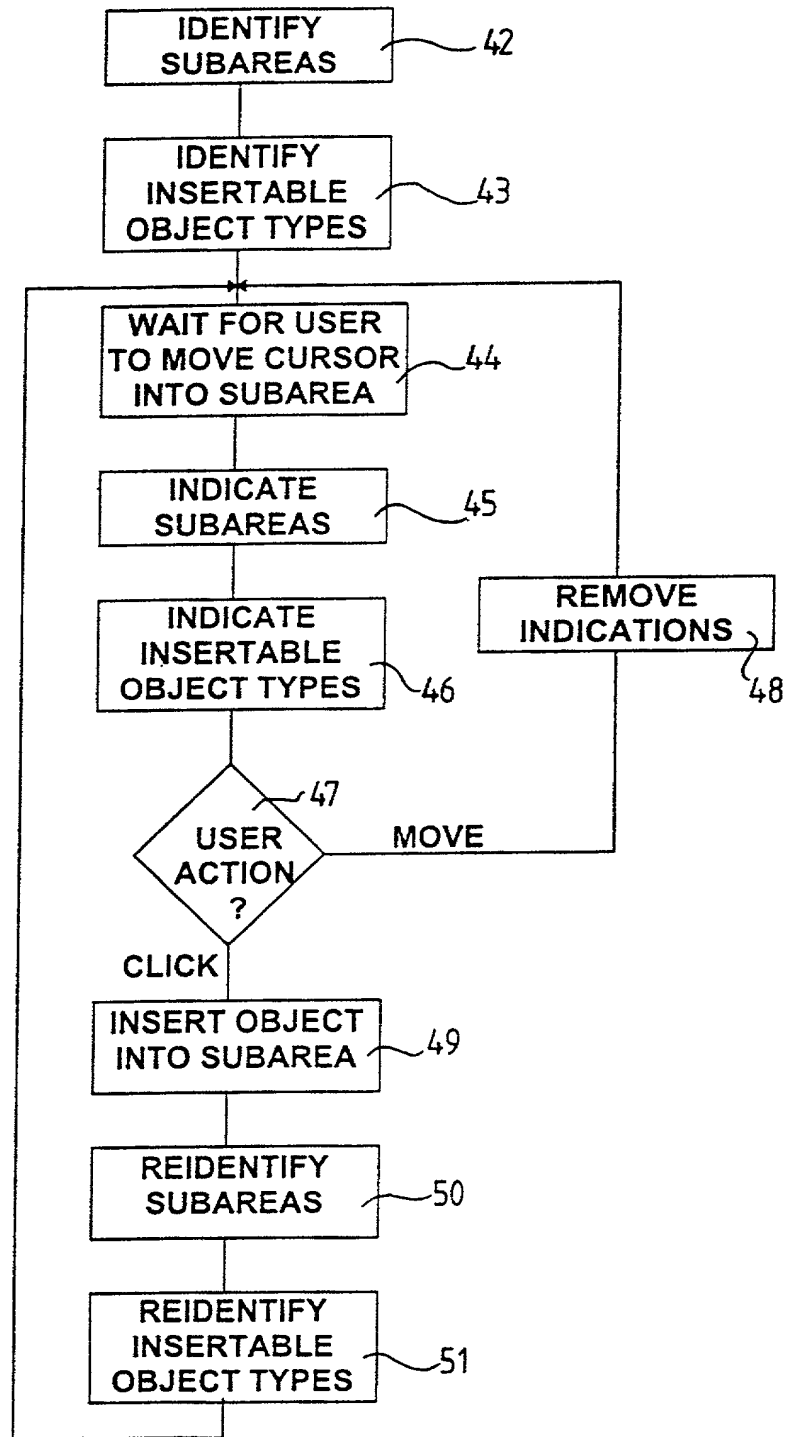 IDENTIFY
SUBAREAS
42
IDENTIFY
INSERTABLE
OBJECT TYPES
43
WAIT FOR USER
TO MOVE CURSOR
INTO SUBAREA
44
INDICATE
SUBAREAS
45
INDICATE
INSERTABLE
OBJECT TYPES
46
REMOVE
INDICATIONS
48
47
USER
ACTION
?
MOVE
CLICK
INSERT OBJECT
INTO SUBAREA
49
REIDENTIFY
SUBAREAS
50
REIDENTIFY
INSERTABLE
OBJECT TYPES
51